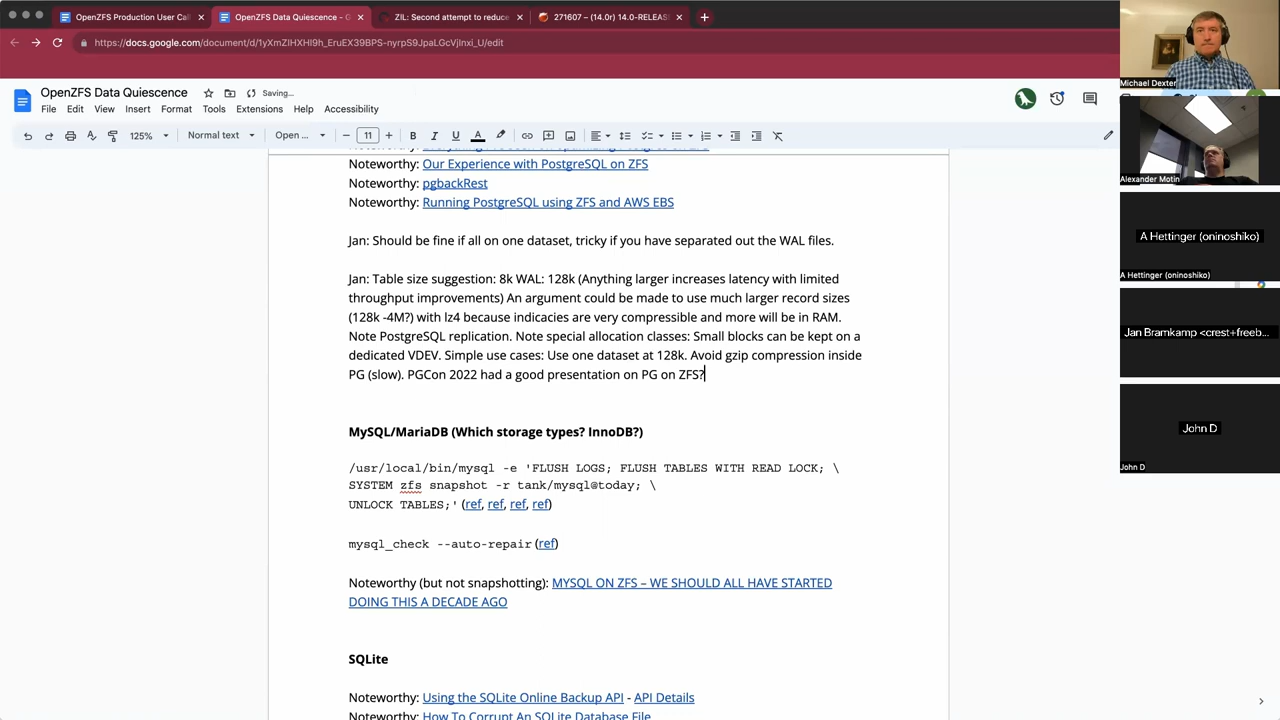 OpenZFS Production User Cal
OpenZFS Data Quiescence - G
ZIL: Second attempt to reduce
271607 – (14.0r) 14.0-RELEAS
https://docs.google.com/document/d/1yXmZIHXHI9h_EruEX39BPS-nyrpS9JpaLGcVjlnxi_U/edit
OpenZFS Data Quiescence
Saving...
File Edit View Insert Format Tools Extensions Help Accessibility
125% Normal text Open ... 11 B I U A
Noteworthy: Our Experience with PostgreSQL on ZFS
Noteworthy: pgbackRest
Noteworthy: Running PostgreSQL using ZFS and AWS EBS
Jan: Should be fine if all on one dataset, tricky if you have separated out the WAL files.
Jan: Table size suggestion: 8k WAL: 128k (Anything larger increases latency with limited
throughput improvements) An argument could be made to use much larger record sizes
(128k -4M?) with lz4 because indicacies are very compressible and more will be in RAM.
Note PostgreSQL replication. Note special allocation classes: Small blocks can be kept on a
dedicated VDEV. Simple use cases: Use one dataset at 128k. Avoid gzip compression inside
PG (slow). PGCon 2022 had a good presentation on PG on ZFS?
MySQL/MariaDB (Which storage types? InnoDB?)
/usr/local/bin/mysql -e 'FLUSH LOGS; FLUSH TABLES WITH READ LOCK; \
SYSTEM zfs snapshot -r tank/mysql@today; \
UNLOCK TABLES;' (ref, ref, ref, ref)
mysql_check --auto-repair (ref)
Noteworthy (but not snapshotting): MYSQL ON ZFS – WE SHOULD ALL HAVE STARTED
DOING THIS A DECADE AGO
SQLite
Noteworthy: Using the SQLite Online Backup API - API Details
Noteworthy: How To Corrupt An SQLite Database File
Michael Dexter
Alexander Motin
A Hettinger (oninoshiko)
A Hettinger (oninoshiko)
Jan Bramkamp <crest+freeb...
John D
John D